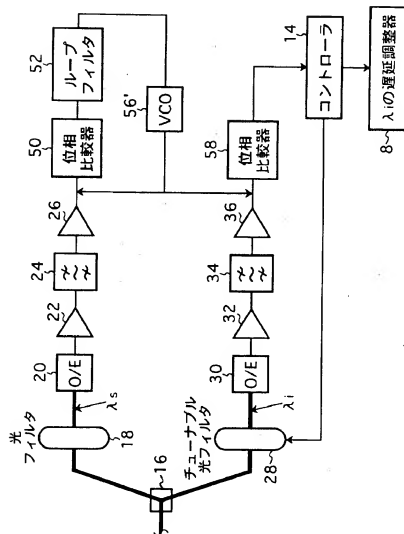 光
フィルタ
18
λs
20
O/E
22
24
26
50
位相
比較器
52
ループ
フィルタ
56'
VCO
16
チューナブル
光フィルタ
28
λi
30
O/E
32
34
36
58
位相
比較器
14
コントローラ
8
λiの遅延調整器